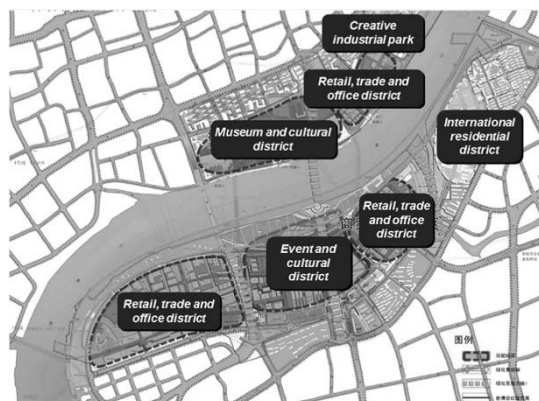 Creative
industrial park
Retail, trade and
office district
International
residential
district
Museum and cultural
district
Retail, trade
and office
district
Event and
cultural
district
Retail, trade and
office district
图例